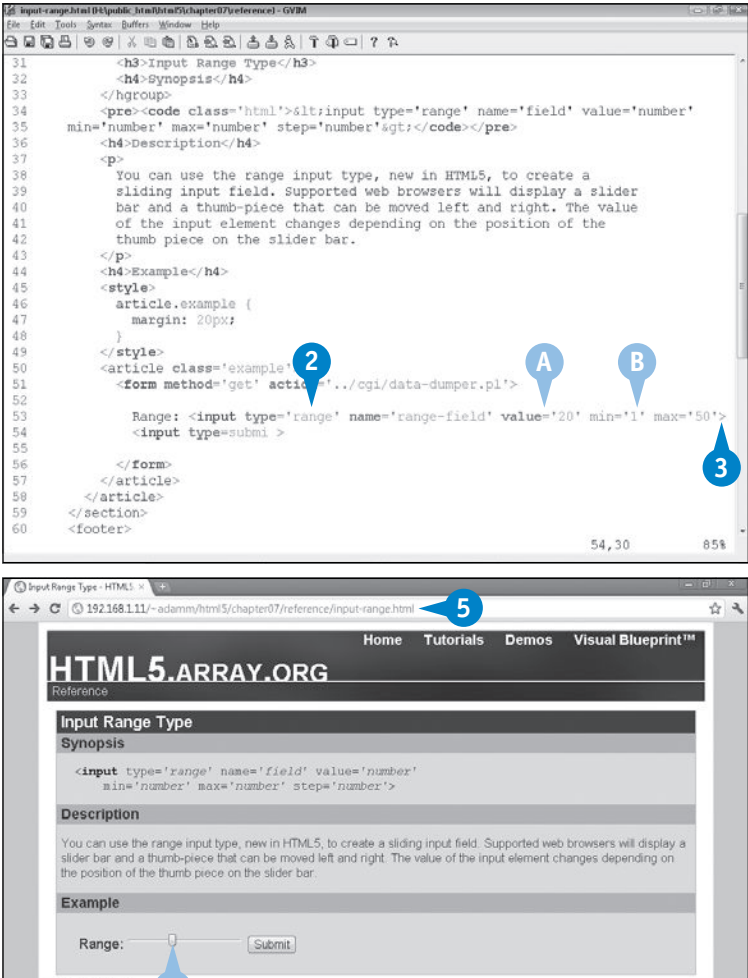 input-range.html (H:\public_html\html5\chapter07\reference) - GVIM
File Edit Tools Syntax Buffers Window Help
31 <h3>Input Range Type</h3>
32 <h4>Synopsis</h4>
33 </hgroup>
34 <pre><code class='html'>&lt;input type='range' name='field' value='number'
35 min='number' max='number' step='number'&gt;</code></pre>
36 <h4>Description</h4>
37 <p>
38 You can use the range input type, new in HTML5, to create a
39 sliding input field. Supported web browsers will display a slider
40 bar and a thumb-piece that can be moved left and right. The value
41 of the input element changes depending on the position of the
42 thumb piece on the slider bar.
43 </p>
44 <h4>Example</h4>
45 <style>
46 article.example {
47 margin: 20px;
48 }
49 </style>
50 <article class='example'
51 <form method='get' action='../cgi/data-dumper.pl'>
52
53 Range: <input type='range' name='range-field' value='20' min='1' max='50'>
54 <input type=submi >
55
56 </form>
57 </article>
58 </article>
59 </section>
60 <footer>
54,30 85%
2
A
B
3
Input Range Type - HTML5
192.168.1.11/~adamm/html5/chapter07/reference/input-range.html
5
Home Tutorials Demos Visual Blueprint™
HTML5.ARRAY.ORG
Reference
Input Range Type
Synopsis
<input type='range' name='field' value='number'
min='number' max='number' step='number'>
Description
You can use the range input type, new in HTML5, to create a sliding input field. Supported web browsers will display a
slider bar and a thumb-piece that can be moved left and right. The value of the input element changes depending on
the position of the thumb piece on the slider bar.
Example
Range: Submit